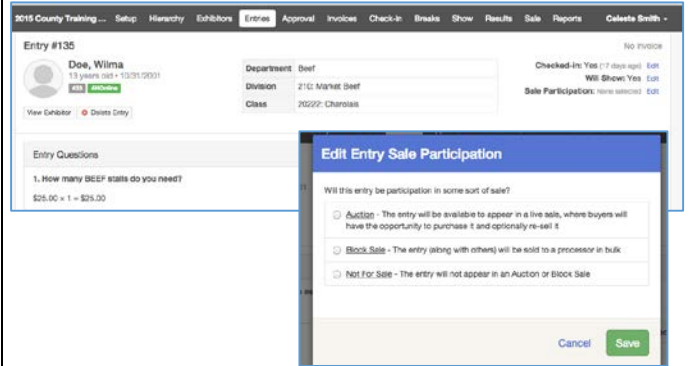 2015 County Training ... Setup Hierarchy Exhibitors Entries Approval Invoices Check-In Breaks Show Results Sale Reports Celeste Smith
Entry #135
No invoice
Doe, Wilma
13 years old • 10/31/2001
#33 4HOnline
View Exhibitor Delete Entry
Department Beef
Division 210: Market Beef
Class 20222: Charolais
Checked-in: Yes (17 days ago) Edit
Will Show: Yes Edit
Sale Participation: None selected Edit
Entry Questions
1. How many BEEF stalls do you need?
$25.00 × 1 = $25.00
Edit Entry Sale Participation
Will this entry be participation in some sort of sale?
Auction - The entry will be available to appear in a live sale, where buyers will
have the opportunity to purchase it and optionally re-sell it
Block Sale - The entry (along with others) will be sold to a processor in bulk
Not For Sale - The entry will not appear in an Auction or Block Sale
Cancel Save